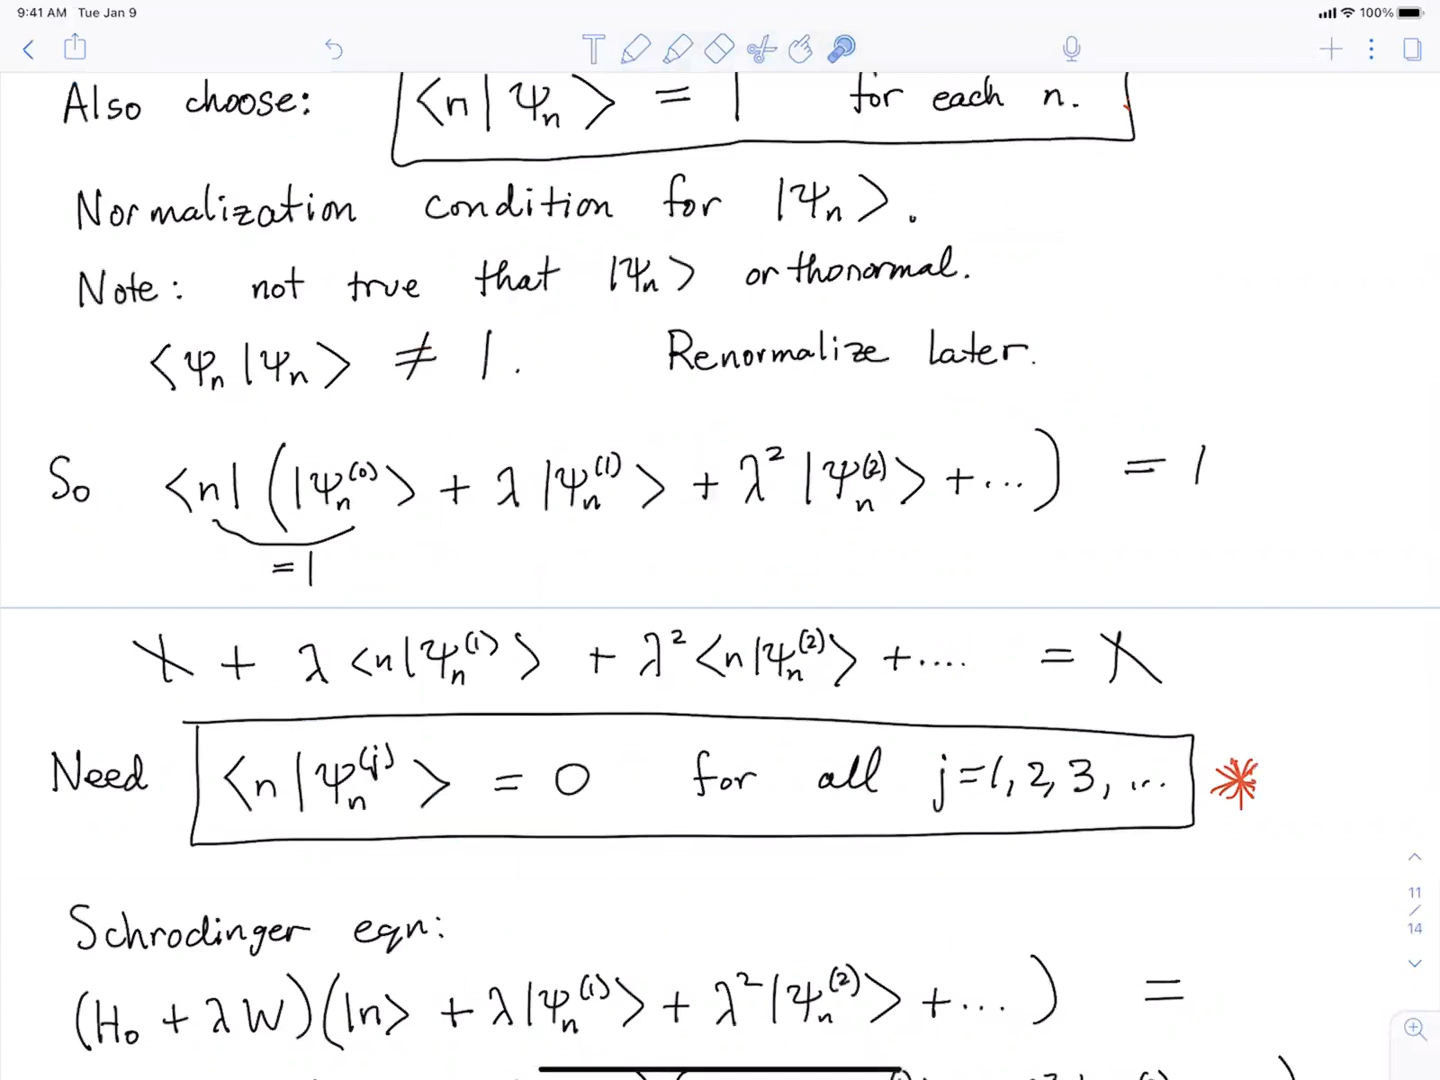 9:41 AM Tue Jan 9 100%
Also choose: ⟨n|Ψₙ⟩ = 1 for each n.
Normalization condition for |Ψₙ⟩.
Note: not true that |Ψₙ⟩ orthonormal.
⟨Ψₙ|Ψₙ⟩ ≠ 1. Renormalize later.
So ⟨n| (|Ψₙ⁽⁰⁾⟩ + λ |Ψₙ⁽¹⁾⟩ + λ² |Ψₙ⁽²⁾⟩ + ...) = 1
= 1
1 + λ ⟨n|Ψₙ⁽¹⁾⟩ + λ² ⟨n|Ψₙ⁽²⁾⟩ + .... = 1
Need ⟨n|Ψₙ⁽ʲ⁾⟩ = 0 for all j=1, 2, 3, ...
11
/
14
Schrodinger eqn:
(H₀ + λW)(|n⟩ + λ|Ψₙ⁽¹⁾⟩ + λ²|Ψₙ⁽²⁾⟩ + ...) =